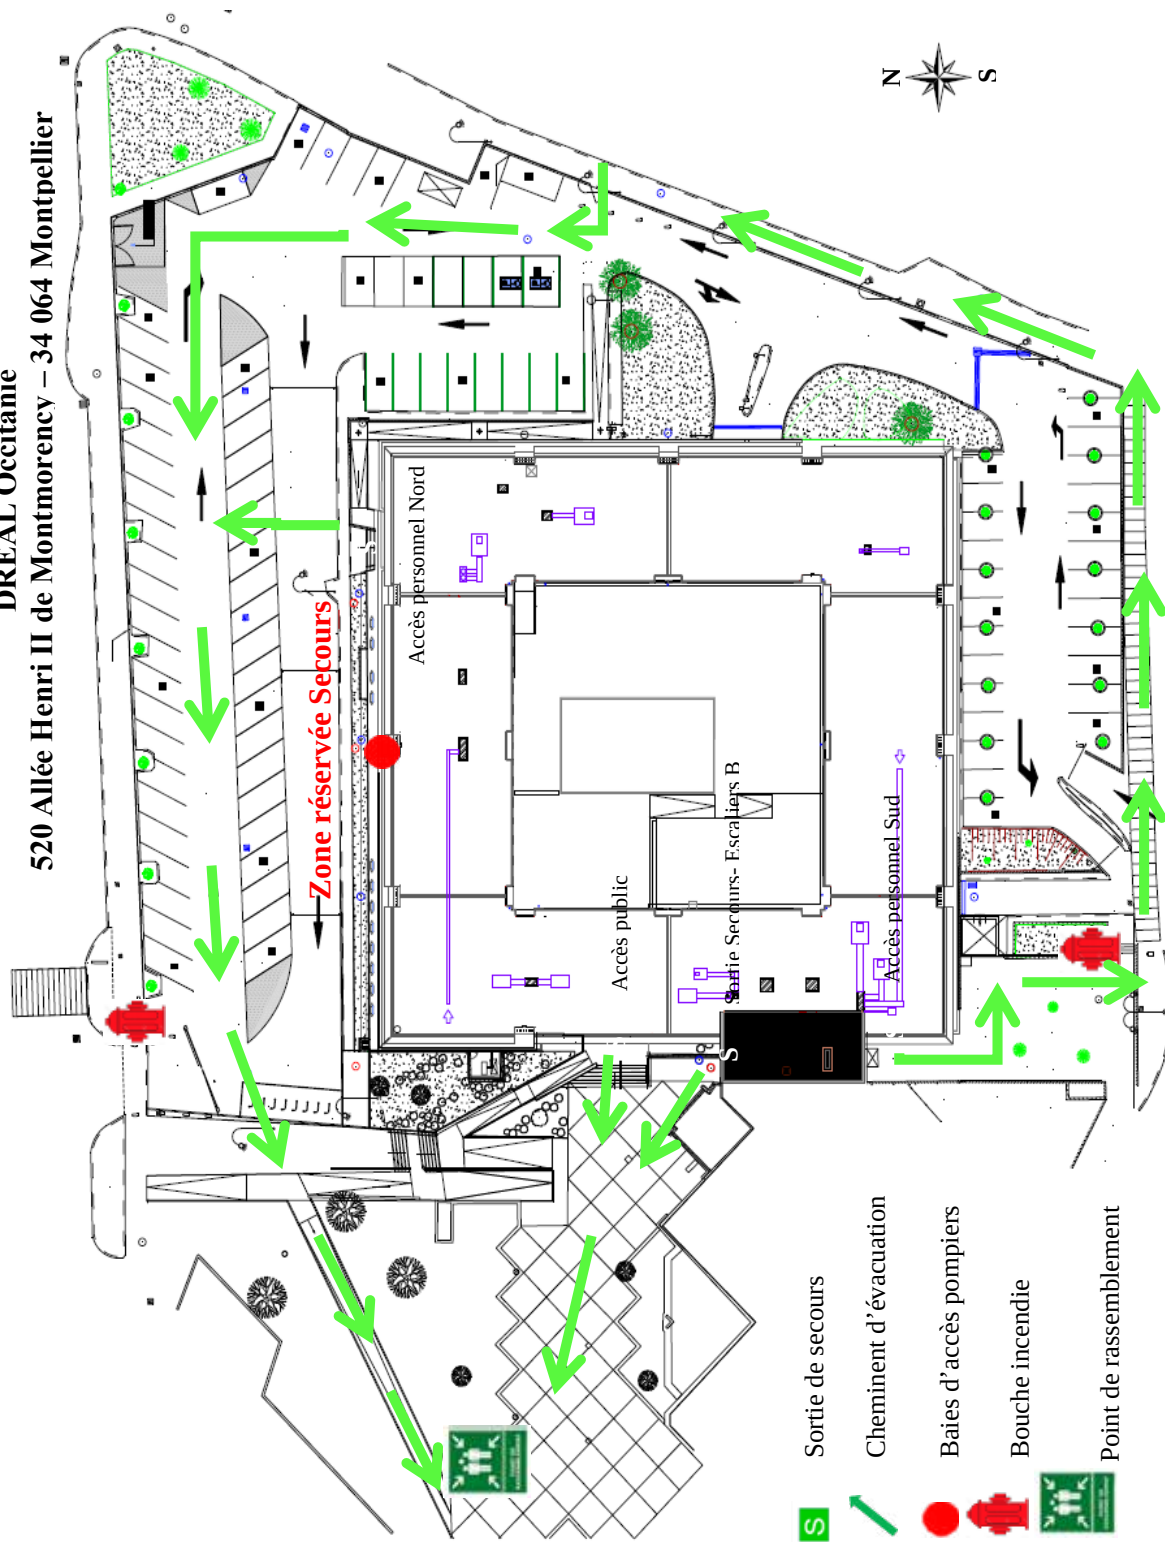 DREAL Occitanie
520 Allée Henri II de Montmorency – 34 064 Montpellier
N
S
Zone réservée Secours
Accès personnel Nord
Accès public
Sortie Secours- Escaliers B
Accès personnel Sud
S
S
Sortie de secours
Cheminent d’évacuation
Baies d’accès pompiers
Bouche incendie
Point de rassemblement